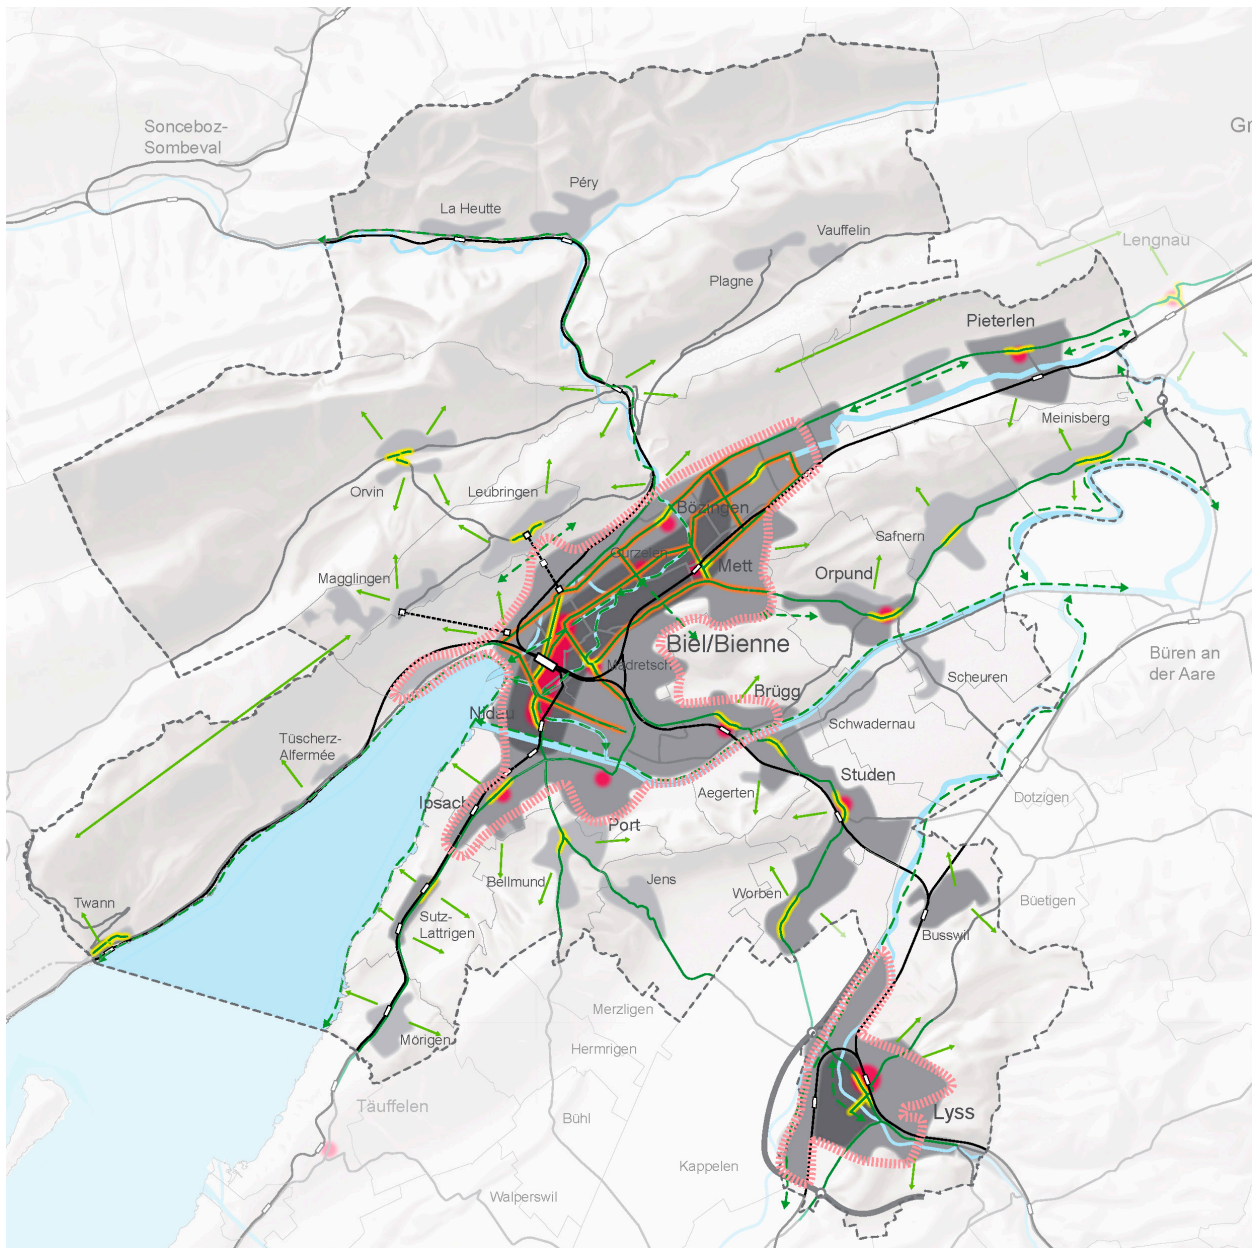 Sonceboz-
Sombeval
Gr
Péry
La Heutte
Vauffelin
Lengnau
Plagne
Pieterlen
Meinisberg
Orvin
Leubringen
Bözingen
Safnern
Gurzelen
Mett
Magglingen
Orpund
Biel/Bienne
Madretsch
Büren an
der Aare
Scheuren
Brügg
Nidau
Schwadernau
Tüscherz-
Alfermée
Studen
Aegerten
Ipsach
Dotzigen
Port
Bellmund
Jens
Worben
Twann
Büetigen
Sutz-
Lattrigen
Busswil
Merzligen
Mörigen
Hermrigen
Täuffelen
Bühl
Lyss
Kappelen
Walperswil